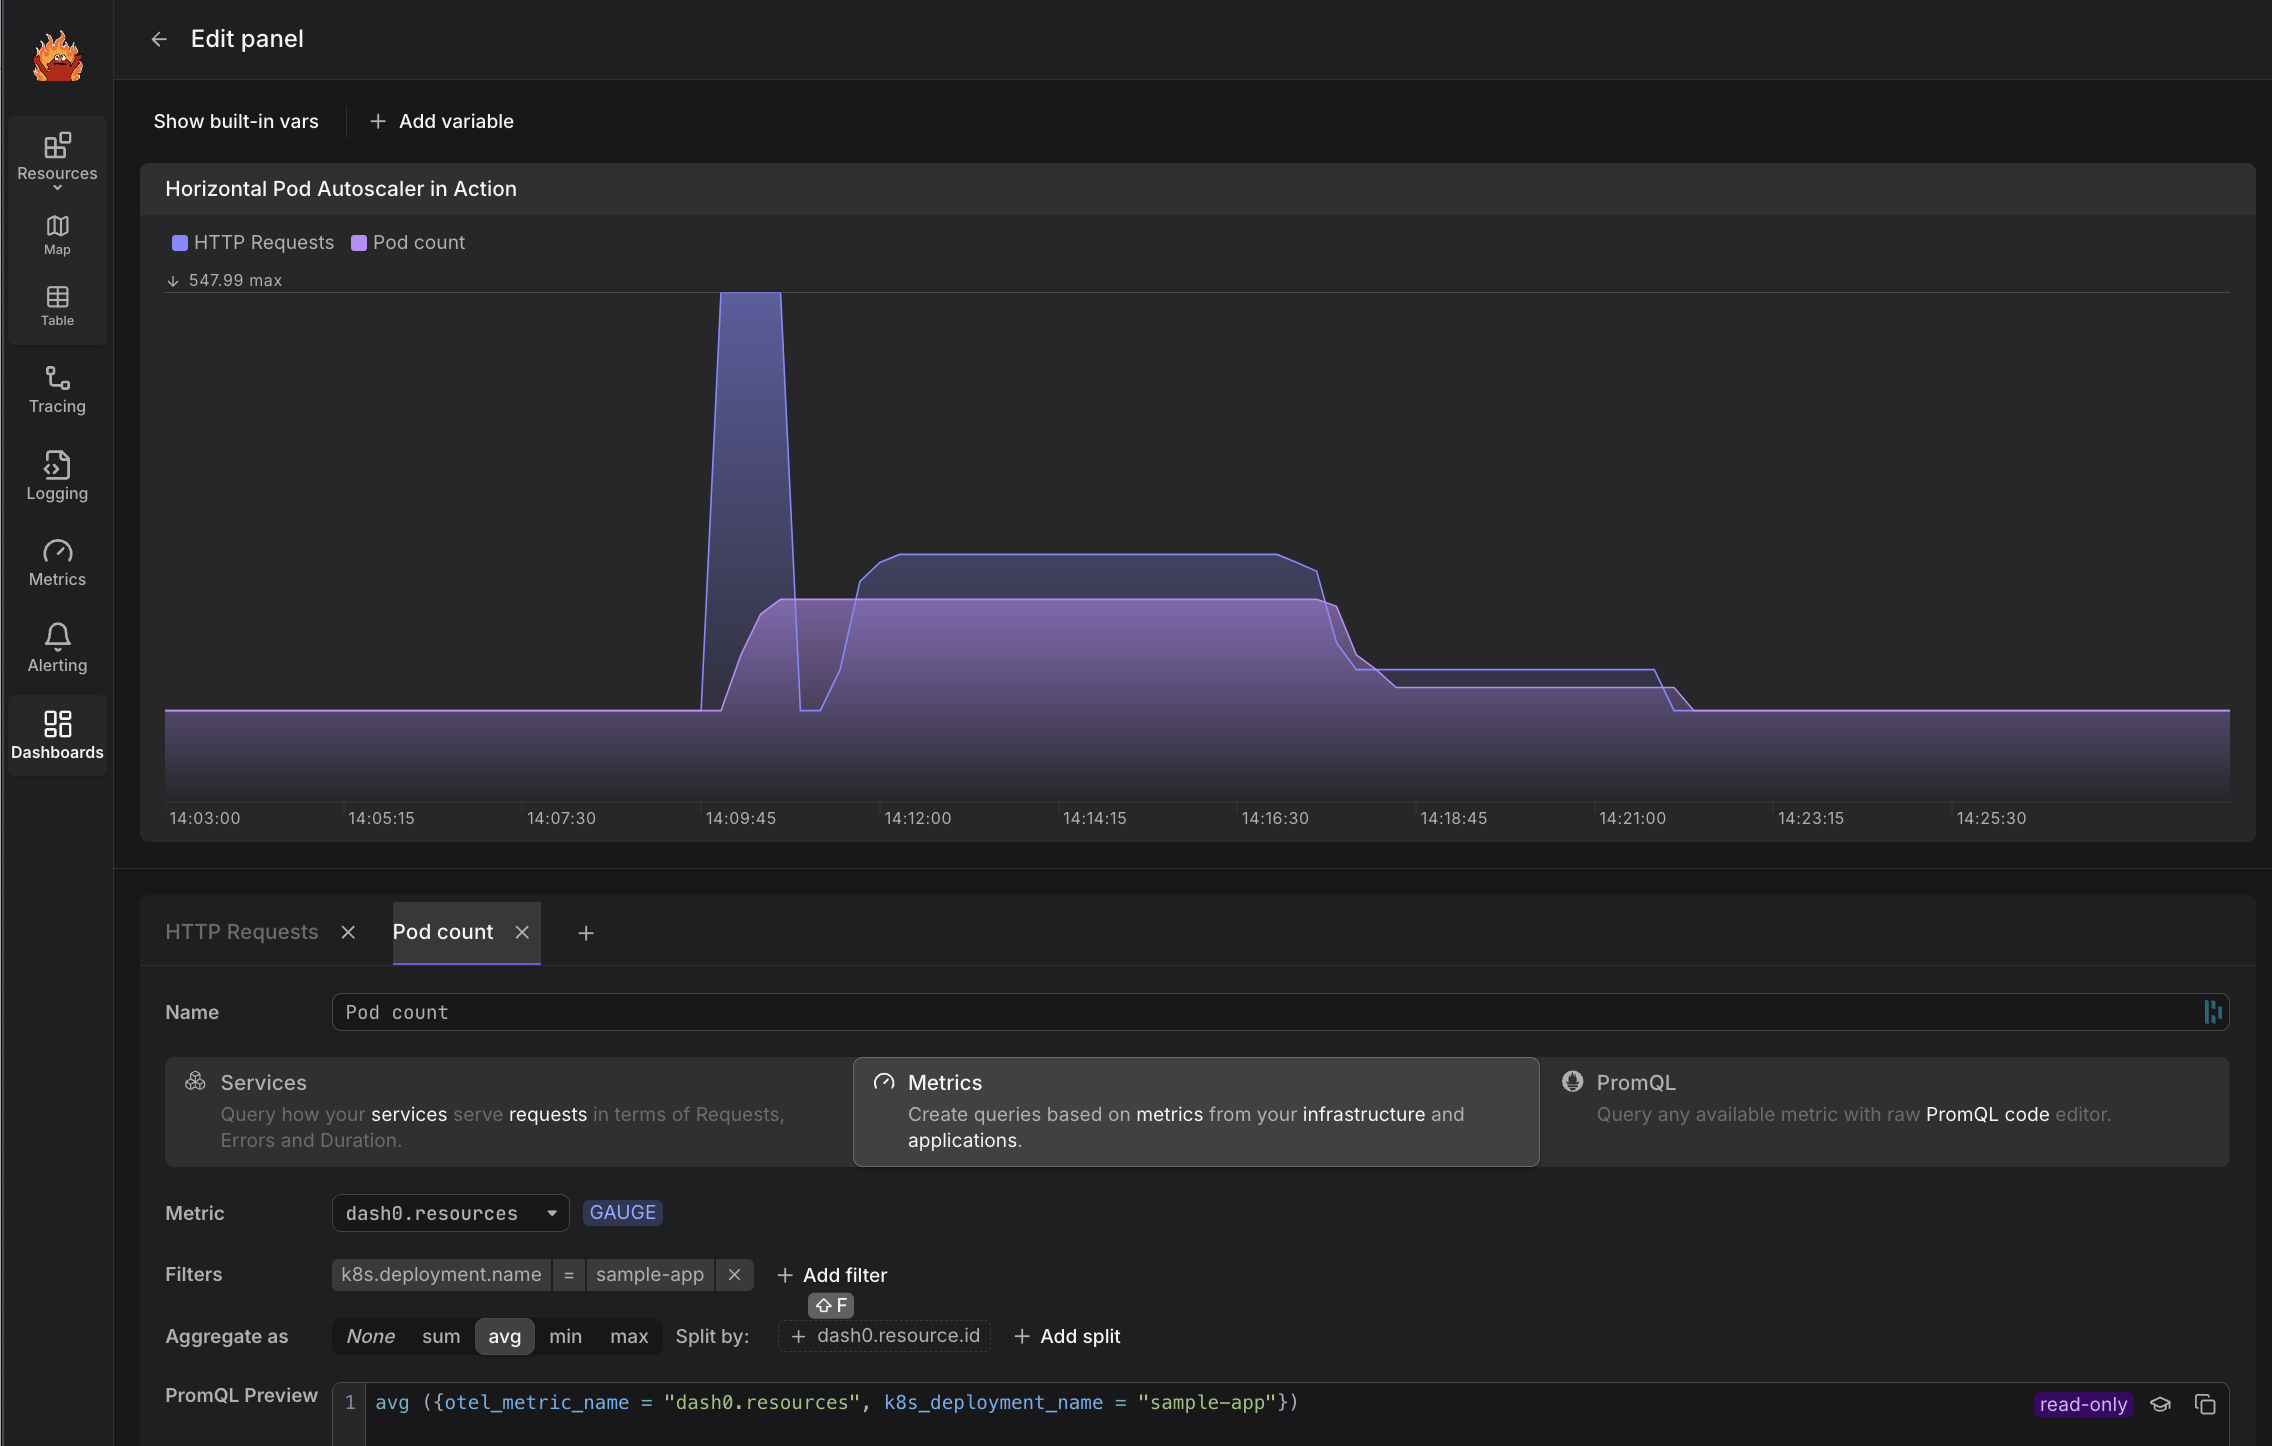 Edit panel
Show built-in vars
Add variable
Resources
Map
Table
Tracing
Logging
Metrics
Alerting
Dashboards
Horizontal Pod Autoscaler in Action
HTTP Requests Pod count
↓ 547.99 max
14:03:00 14:05:15 14:07:30 14:09:45 14:12:00 14:14:15 14:16:30 14:18:45 14:21:00 14:23:15 14:25:30
HTTP Requests Pod count
Name Pod count
Services
Query how your services serve requests in terms of Requests,
Errors and Duration.
Metrics
Create queries based on metrics from your infrastructure and
applications.
PromQL
Query any available metric with raw PromQL code editor.
Metric dash0.resources GAUGE
Filters k8s.deployment.name = sample-app + Add filter
F
Aggregate as None sum avg min max Split by: + dash0.resource.id + Add split
PromQL Preview 1 avg ({otel_metric_name = "dash0.resources", k8s_deployment_name = "sample-app"}) read-only